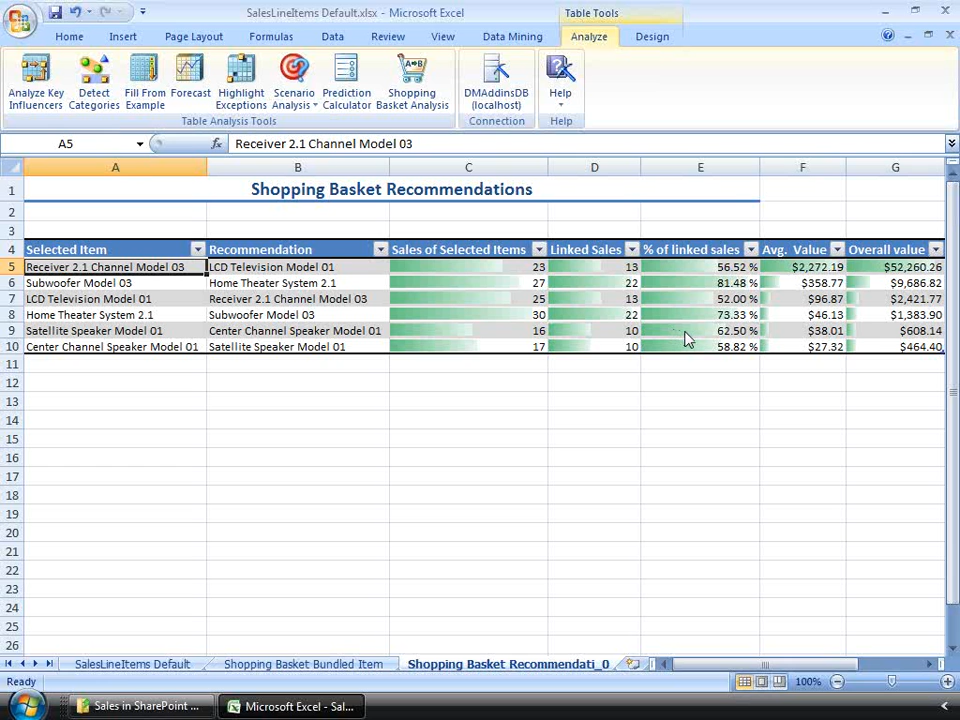 SalesLineItems Default.xlsx - Microsoft Excel
Table Tools
Home Insert Page Layout Formulas Data Review View Data Mining Analyze Design
Analyze Key Influencers
Detect Categories
Fill From Example
Forecast
Highlight Exceptions
Scenario Analysis
Prediction Calculator
Shopping Basket Analysis
DMAddinsDB (localhost)
Help
Table Analysis Tools Connection Help
A5 fx Receiver 2.1 Channel Model 03
A B C D E F G
1 Shopping Basket Recommendations
2
3
4 Selected Item Recommendation Sales of Selected Items Linked Sales % of linked sales Avg. Value Overall value
5 Receiver 2.1 Channel Model 03 LCD Television Model 01 23 13 56.52 % $2,272.19 $52,260.26
6 Subwoofer Model 03 Home Theater System 2.1 27 22 81.48 % $358.77 $9,686.82
7 LCD Television Model 01 Receiver 2.1 Channel Model 03 25 13 52.00 % $96.87 $2,421.77
8 Home Theater System 2.1 Subwoofer Model 03 30 22 73.33 % $46.13 $1,383.90
9 Satellite Speaker Model 01 Center Channel Speaker Model 01 16 10 62.50 % $38.01 $608.14
10 Center Channel Speaker Model 01 Satellite Speaker Model 01 17 10 58.82 % $27.32 $464.40
11
12
13
14
15
16
17
18
19
20
21
22
23
24
25
26
SalesLineItems Default Shopping Basket Bundled Item Shopping Basket Recommendati_0
Ready 100%
Sales in SharePoint ... Microsoft Excel - Sal...